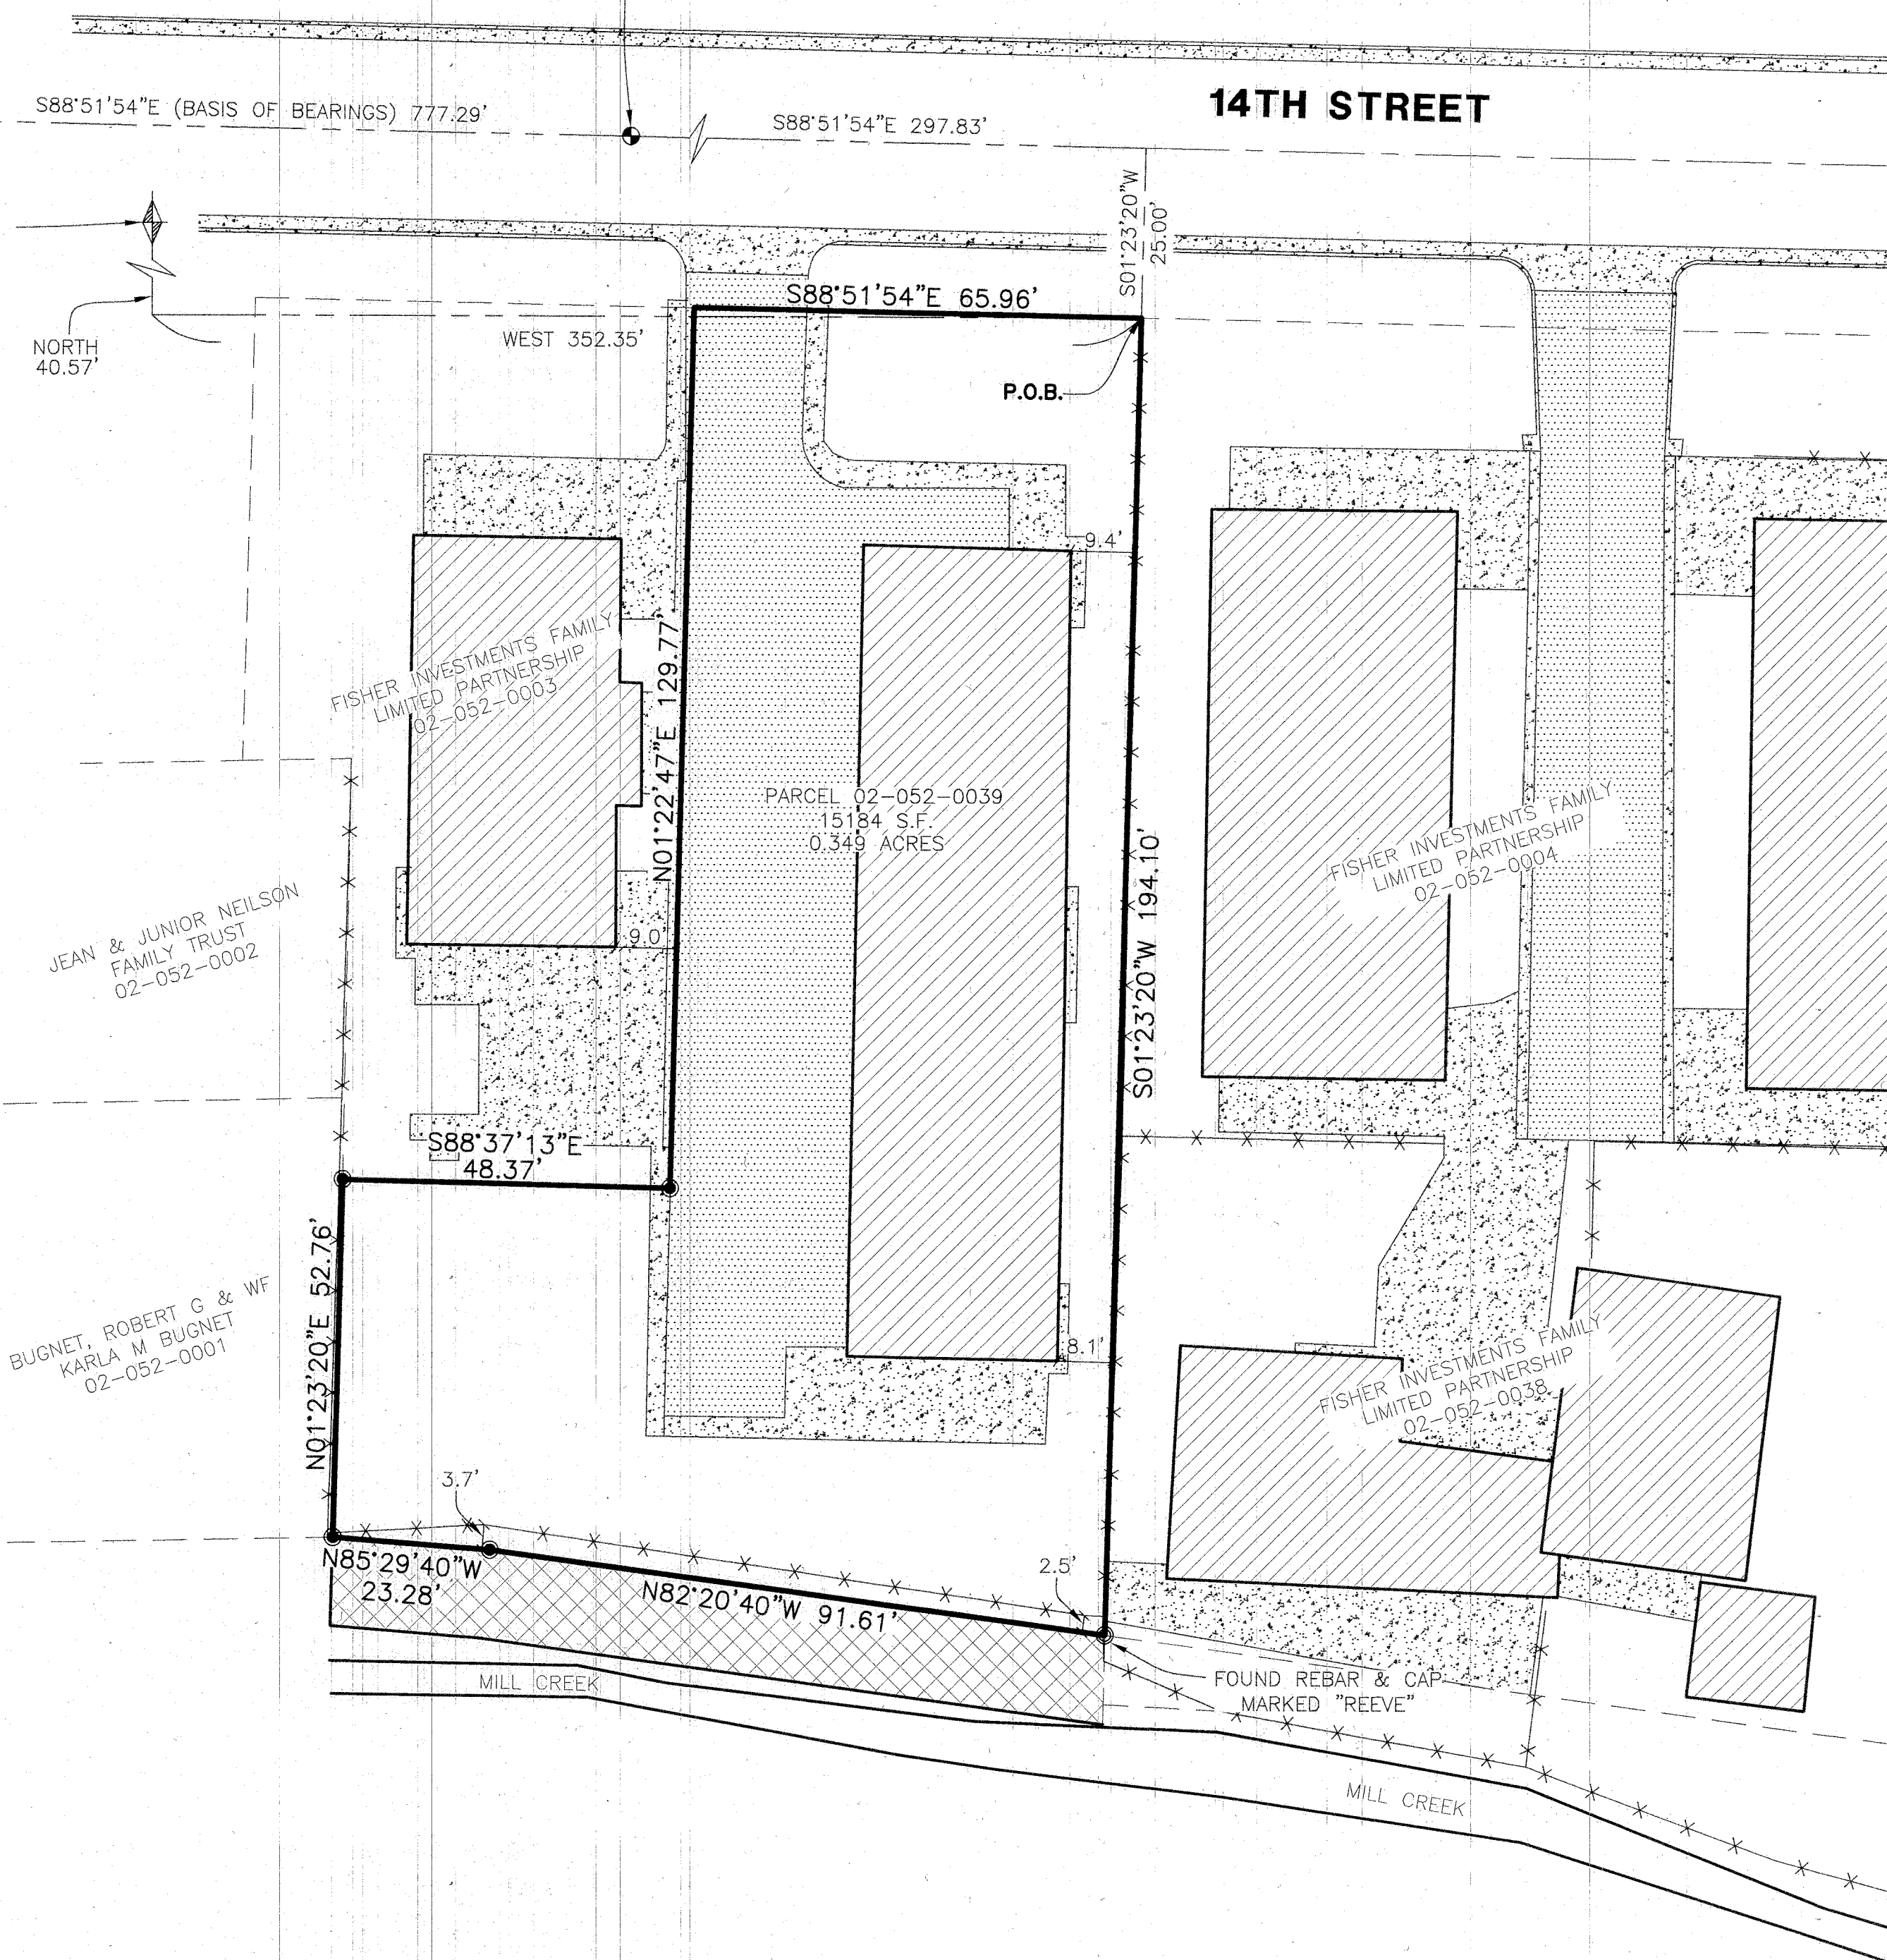 14TH STREET
S88°51'54"E (BASIS OF BEARINGS) 777.29'
S88°51'54"E 297.83'
S01°23'20"W
25.00'
S88°51'54"E 65.96'
WEST 352.35'
NORTH
40.57'
P.O.B.
9.4'
FISHER INVESTMENTS FAMILY
LIMITED PARTNERSHIP
02-052-0003
N01°22'47"E 129.77'
PARCEL 02-052-0039
15184 S.F.
0.349 ACRES
S01°23'20"W 194.10'
FISHER INVESTMENTS FAMILY
LIMITED PARTNERSHIP
02-052-0004
JEAN & JUNIOR NEILSON
FAMILY TRUST
02-052-0002
9.0'
S88°37'13"E
48.37'
N01°23'20"E 52.76'
BUGNET, ROBERT G & WF
KARLA M BUGNET
02-052-0001
8.1'
FISHER INVESTMENTS FAMILY
LIMITED PARTNERSHIP
02-052-0038
3.7'
N85°29'40"W
23.28'
N82°20'40"W 91.61'
2.5'
FOUND REBAR & CAP
MARKED "REEVE"
MILL CREEK
MILL CREEK